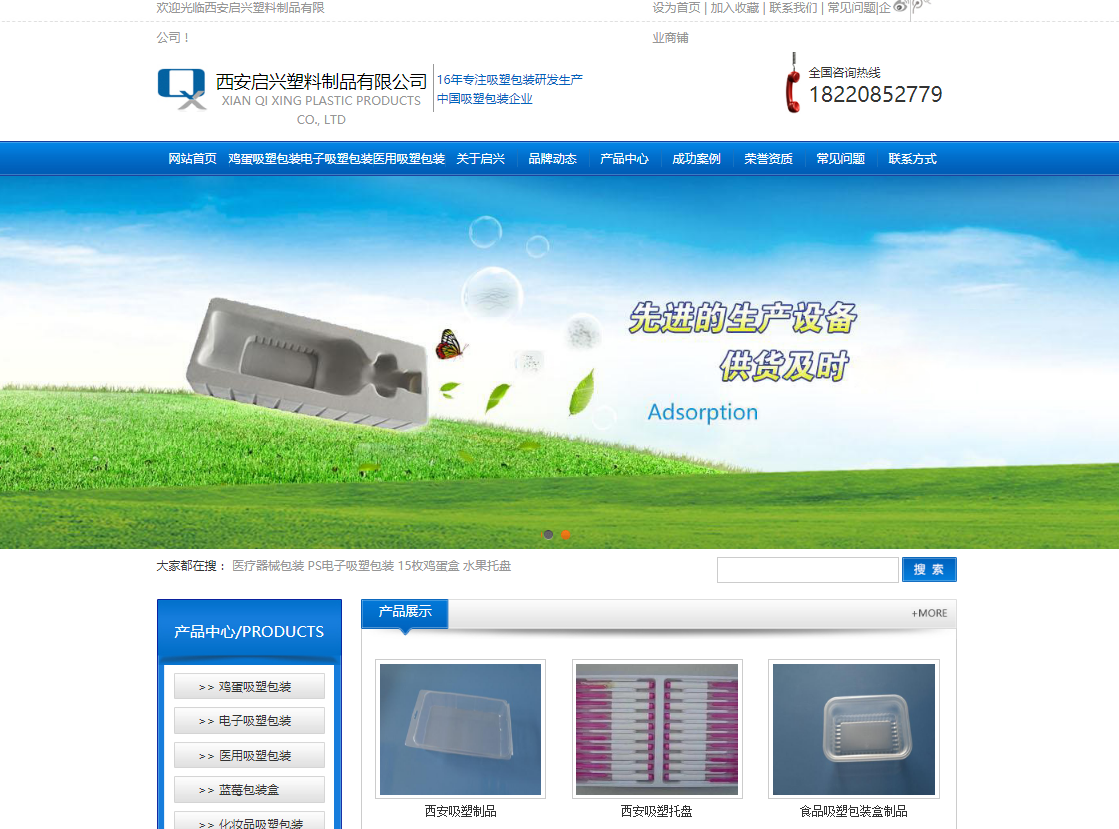 欢迎光临西安启兴塑料制品有限
公司！
设为首页 | 加入收藏 | 联系我们 | 常见问题|企
业商铺
西安启兴塑料制品有限公司
XIAN QI XING PLASTIC PRODUCTS
CO., LTD
16年专注吸塑包装研发生产
中国吸塑包装企业
全国咨询热线
18220852779
网站首页 鸡蛋吸塑包装电子吸塑包装医用吸塑包装 关于启兴 品牌动态 产品中心 成功案例 荣誉资质 常见问题 联系方式
先进的生产设备
供货及时
Adsorption
大家都在搜： 医疗器械包装 PS电子吸塑包装 15枚鸡蛋盒 水果托盘
搜 索
产品中心/PRODUCTS
>> 鸡蛋吸塑包装
>> 电子吸塑包装
>> 医用吸塑包装
>> 蓝莓包装盒
>> 化妆品吸塑包装
产品展示
+MORE
西安吸塑制品
西安吸塑托盘
食品吸塑包装盒制品